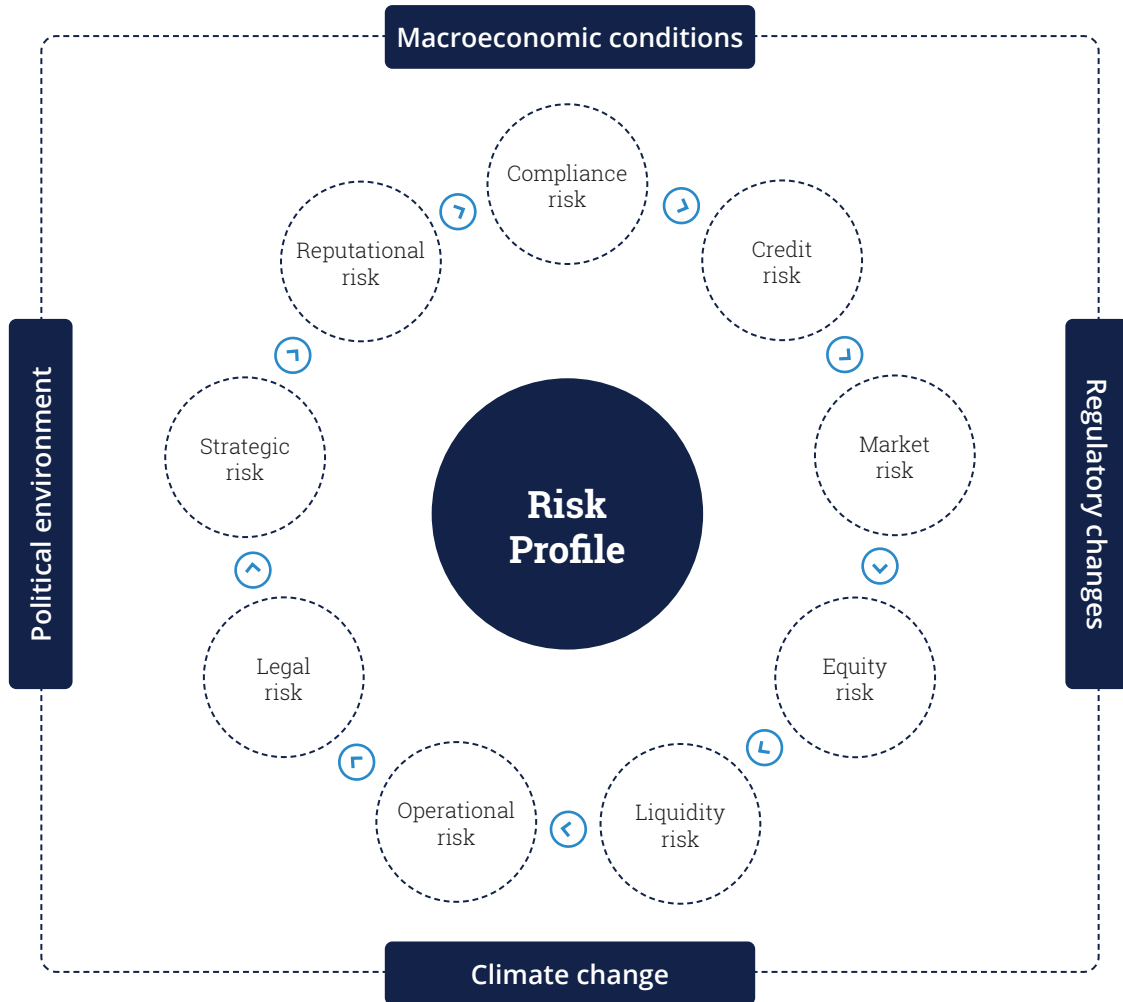 Macroeconomic conditions
Compliance
risk
Credit
risk
Market
risk
Equity
risk
Liquidity
risk
Operational
risk
Legal
risk
Strategic
risk
Reputational
risk
Risk
Profile
Political environment
Regulatory changes
Climate change